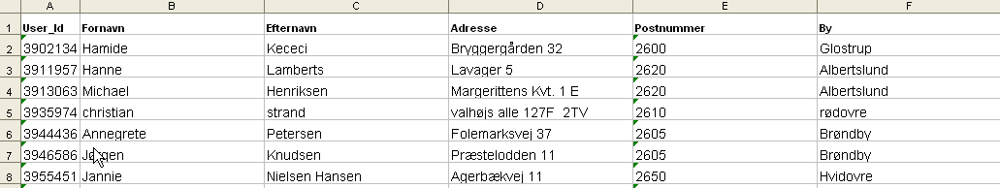 A B C D E F
1 User_Id Fornavn Efternavn Adresse Postnummer By
2 3902134 Hamide Kececi Bryggergården 32 2600 Glostrup
3 3911957 Hanne Lamberts Lavager 5 2620 Albertslund
4 3913063 Michael Henriksen Margerittens Kvt. 1 E 2620 Albertslund
5 3935974 christian strand valhøjs alle 127F 2TV 2610 rødovre
6 3944436 Annegrete Petersen Folemarksvej 37 2605 Brøndby
7 3946586 Knudsen Præstelodden 11 2605 Brøndby
8 3955451 Jannie Nielsen Hansen Agerbækvej 11 2650 Hvidovre